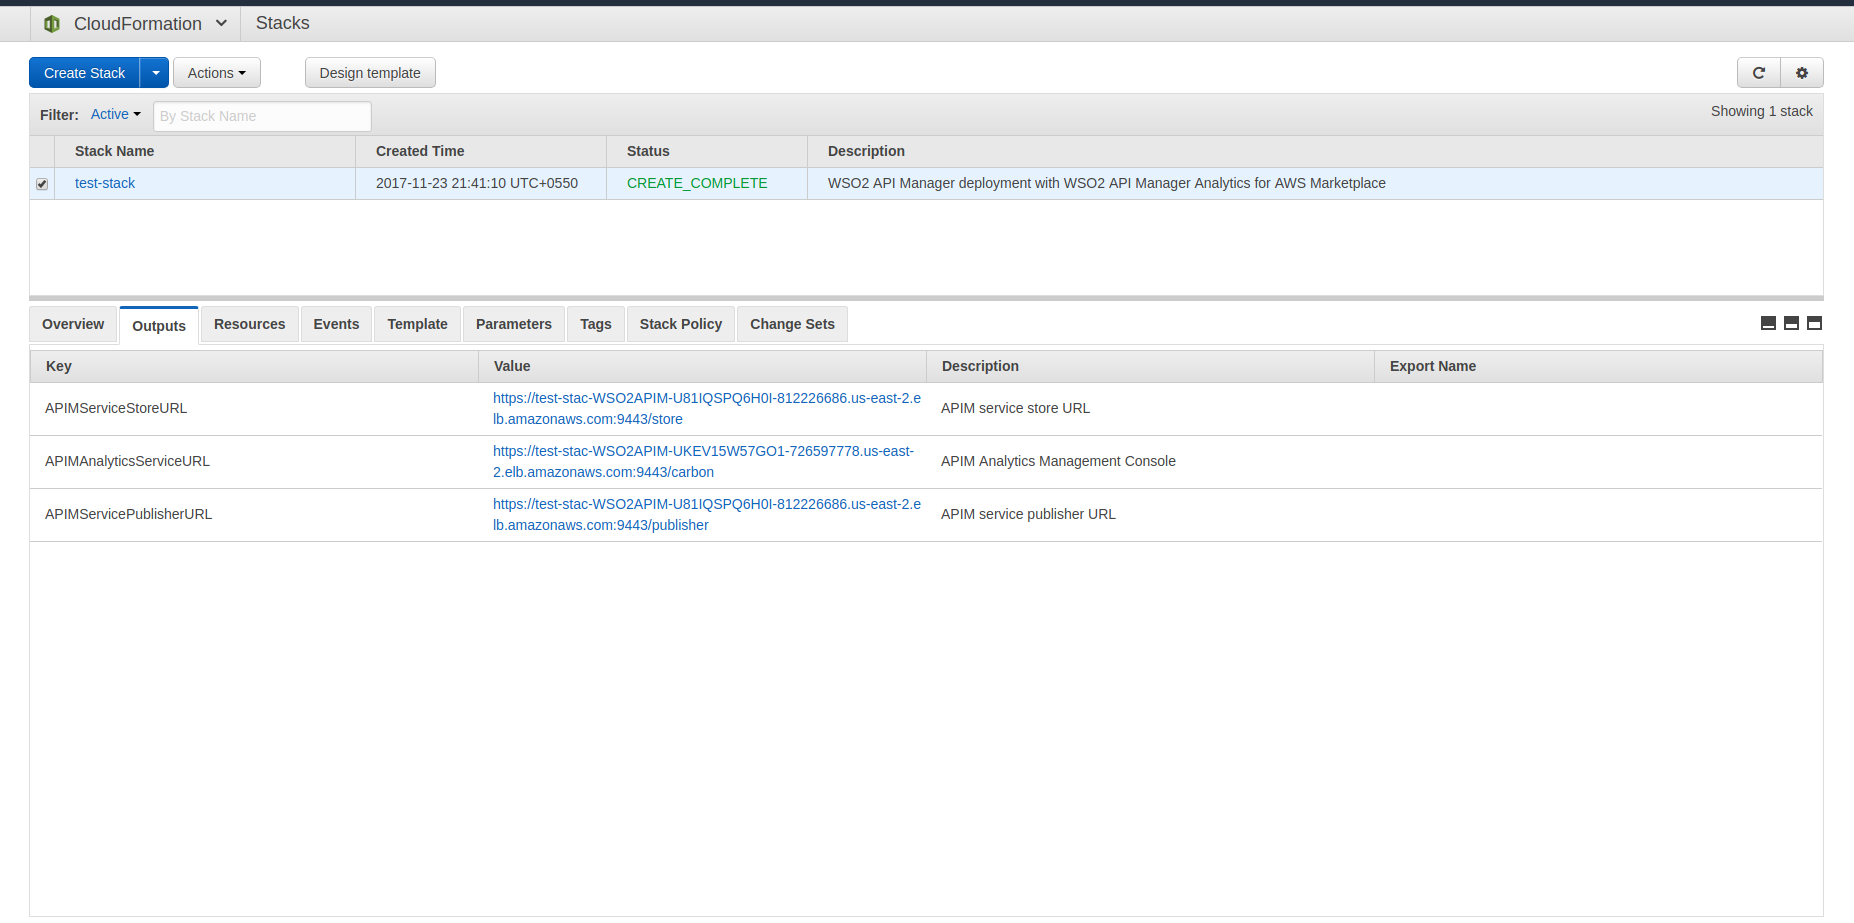 CloudFormation Stacks
Create Stack Actions Design template
Filter: Active By Stack Name Showing 1 stack
Stack Name Created Time Status Description
test-stack 2017-11-23 21:41:10 UTC+0550 CREATE_COMPLETE WSO2 API Manager deployment with WSO2 API Manager Analytics for AWS Marketplace
Overview Outputs Resources Events Template Parameters Tags Stack Policy Change Sets
Key Value Description Export Name
APIMServiceStoreURL https://test-stac-WSO2APIM-U81IQSPQ6H0I-812226686.us-east-2.e APIM service store URL
lb.amazonaws.com:9443/store
APIMAnalyticsServiceURL https://test-stac-WSO2APIM-UKEV15W57GO1-726597778.us-east- APIM Analytics Management Console
2.elb.amazonaws.com:9443/carbon
APIMServicePublisherURL https://test-stac-WSO2APIM-U81IQSPQ6H0I-812226686.us-east-2.e APIM service publisher URL
lb.amazonaws.com:9443/publisher